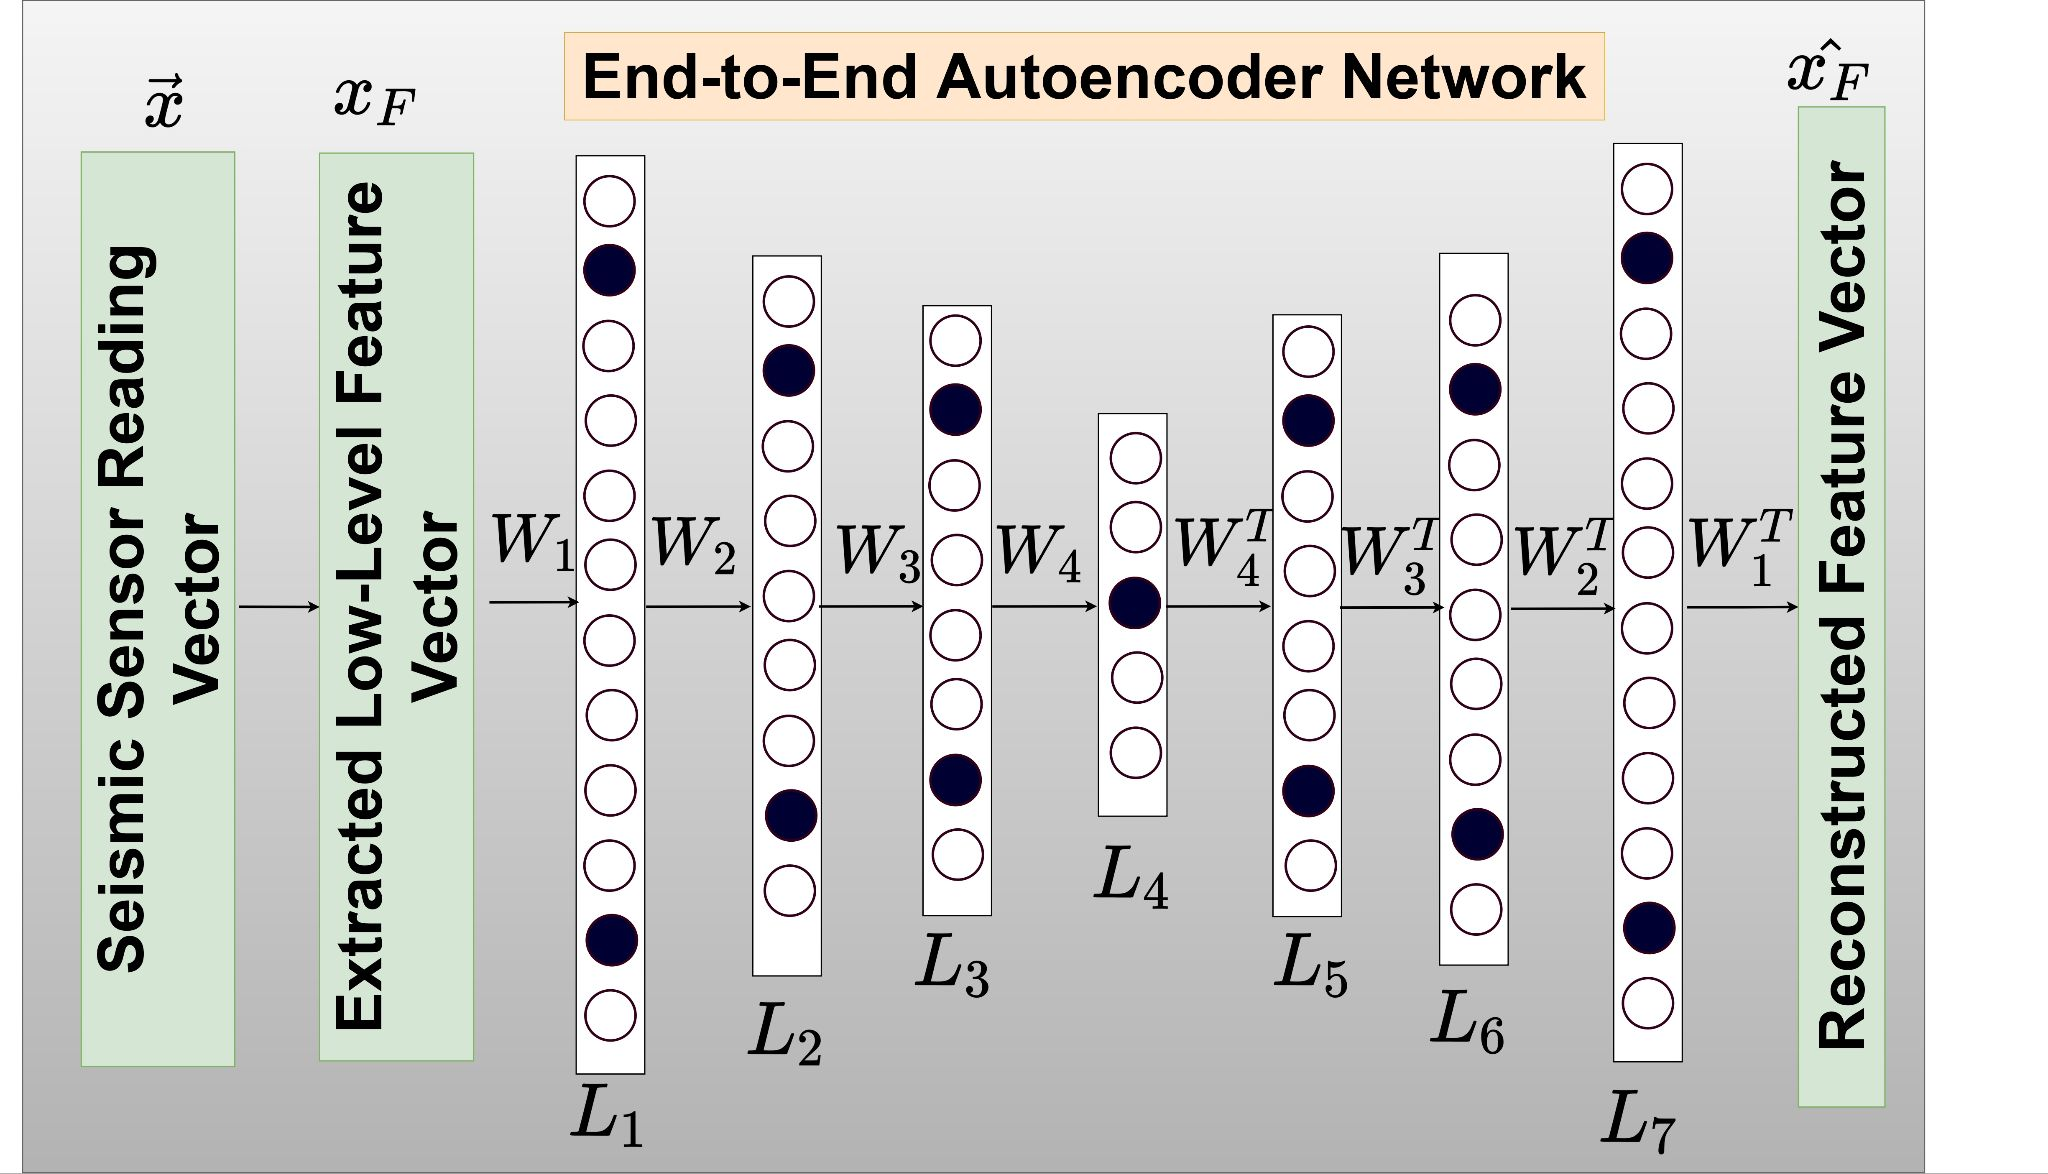 End-to-End Autoencoder Network
x⃗
x_F
x̂_F
Seismic Sensor Reading
Vector
Extracted Low-Level Feature
Vector
W_1
W_2
W_3
W_4
W_4^T
W_3^T
W_2^T
W_1^T
Reconstructed Feature Vector
L_1
L_2
L_3
L_4
L_5
L_6
L_7